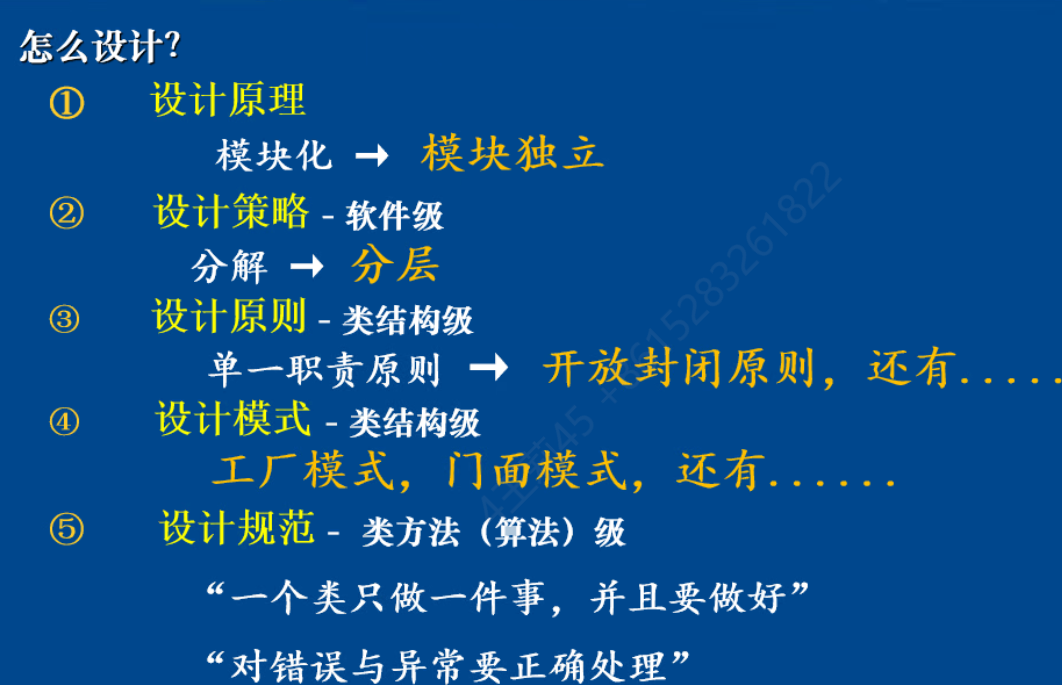 怎么设计?
① 设计原理
模块化 → 模块独立
② 设计策略 - 软件级
分解 → 分层
③ 设计原则 - 类结构级
单一职责原则 → 开放封闭原则，还有.....
④ 设计模式 - 类结构级
工厂模式，门面模式，还有......
⑤ 设计规范 - 类方法（算法）级
“一个类只做一件事，并且要做好”
“对错误与异常要正确处理”